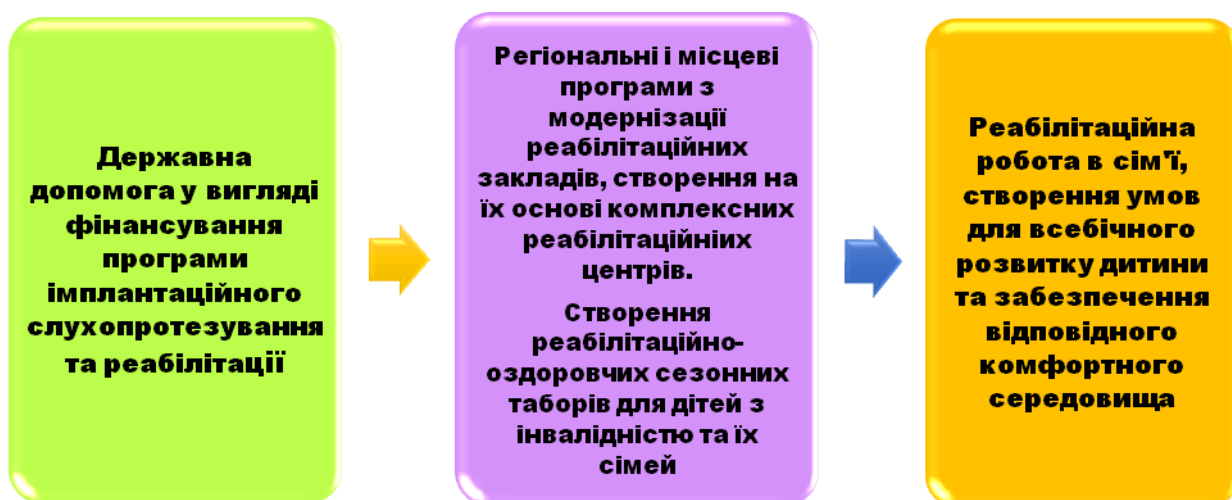 Державна
допомога у вигляді
фінансування
програми
імплантаційного
слухопротезування
та реабілітації
Регіональні і місцеві
програми з
модернізації
реабілітаційних
закладів, створення на
їх основі комплексних
реабілітаційніих
центрів.
Створення
реабілітаційно-
оздоровчих сезонних
таборів для дітей з
інвалідністю та їх
сімей
Реабілітаційна
робота в сім'ї,
створення умов
для всебічного
розвитку дитини
та забезпечення
відповідного
комфортного
середовища